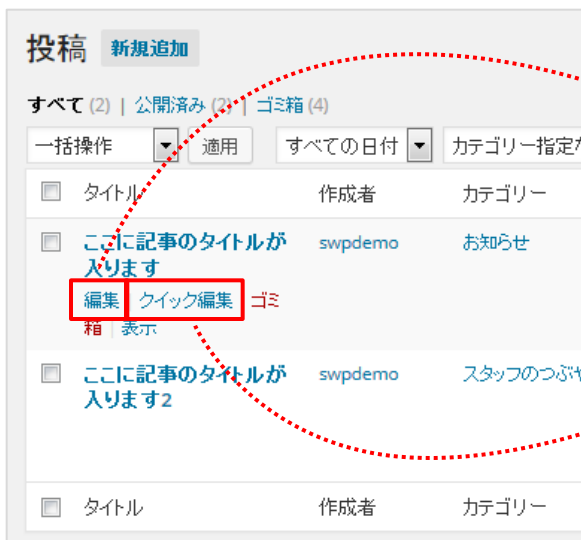 投稿 新規追加
すべて (2) | 公開済み (2) | ゴミ箱 (4)
一括操作 適用 すべての日付 カテゴリー指定
タイトル 作成者 カテゴリー
ここに記事のタイトルが swpdemo お知らせ
入ります
編集 クイック編集 ゴミ
箱 | 表示
ここに記事のタイトルが swpdemo スタッフのつぶや
入ります2
タイトル 作成者 カテゴリー